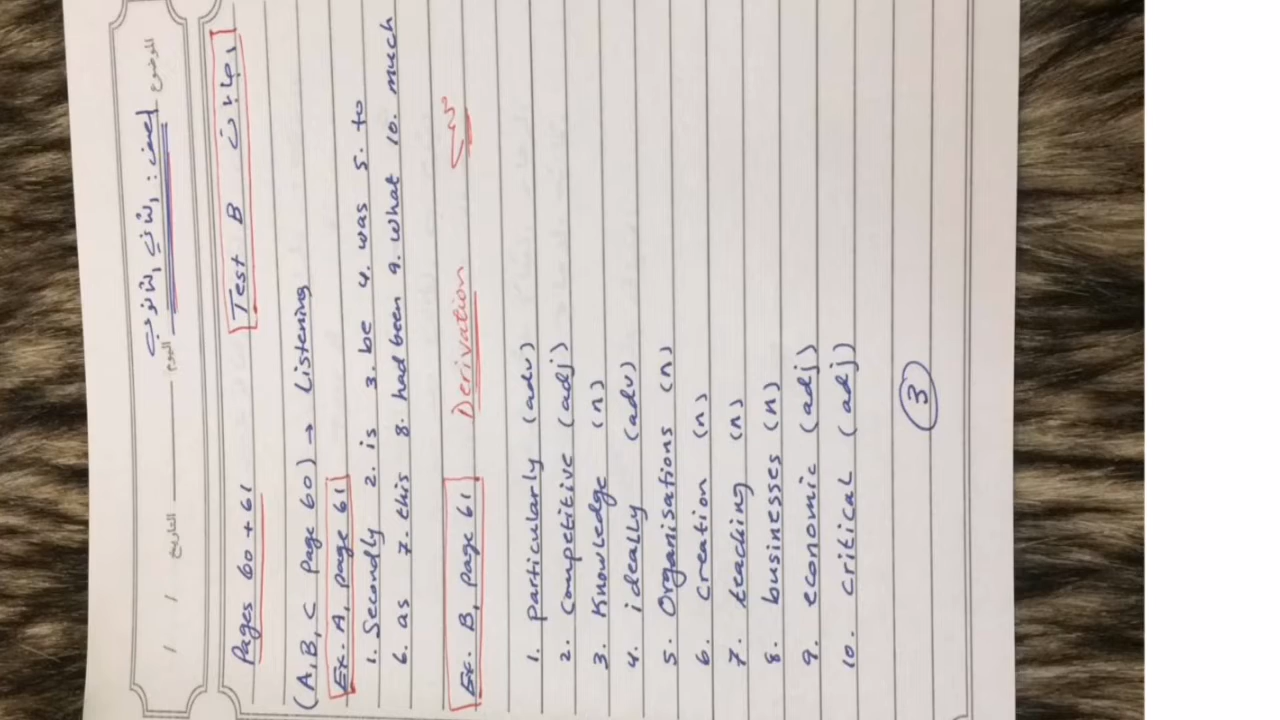 الموضوع
الصف: الثاني الثانوي
التاريخ / / اليوم
Test B إجابات
Pages 60 + 61
(A, B, C page 60) → Listening
Ex. A, page 61
1. Secondly 2. is 3. be 4. was 5. to
6. as 7. this 8. had been 9. What 10. much
Ex. B, page 61 Derivation
1. Particularly (adv)
2. Competitive (adj)
3. Knowledge (n)
4. ideally (adv)
5. Organisations (n)
6. creation (n)
7. teaching (n)
8. businesses (n)
9. economic (adj)
10. critical (adj)
3